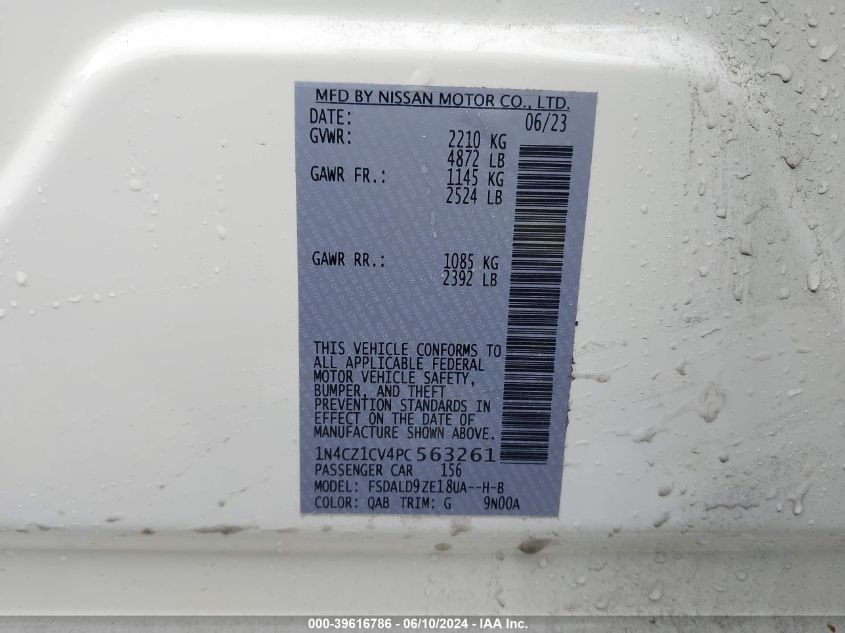 MFD BY NISSAN MOTOR CO., LTD.
DATE: 06/23
GVWR: 2210 KG
4872 LB
GAWR FR.: 1145 KG
2524 LB
GAWR RR.: 1085 KG
2392 LB
THIS VEHICLE CONFORMS TO
ALL APPLICABLE FEDERAL
MOTOR VEHICLE SAFETY,
BUMPER, AND THEFT
PREVENTION STANDARDS IN
EFFECT ON THE DATE OF
MANUFACTURE SHOWN ABOVE.
1N4CZ1CV4PC563261
PASSENGER CAR 156
MODEL: FSDALD9ZE18UA--H-B
COLOR: QAB TRIM: G 9N00A
000-39616786 - 06/10/2024 - IAA Inc.